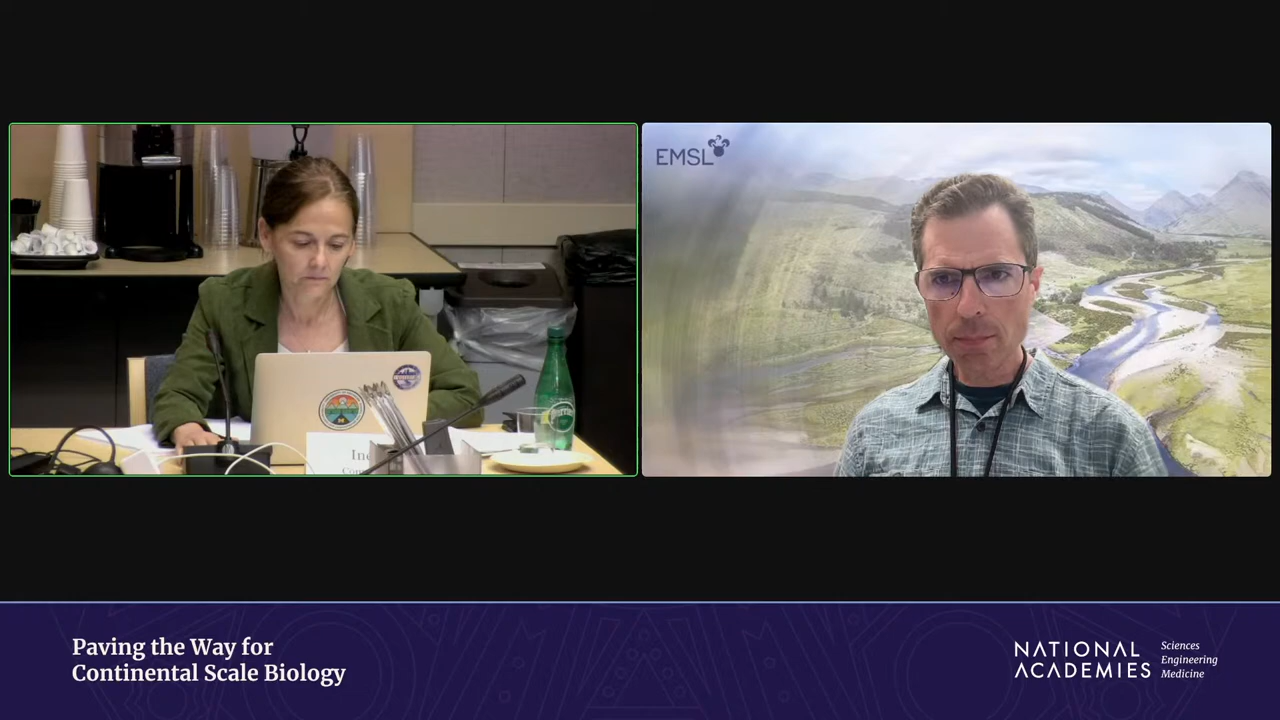 EMSL
Paving the Way for
Continental Scale Biology
NATIONAL
ACADEMIES
Sciences
Engineering
Medicine